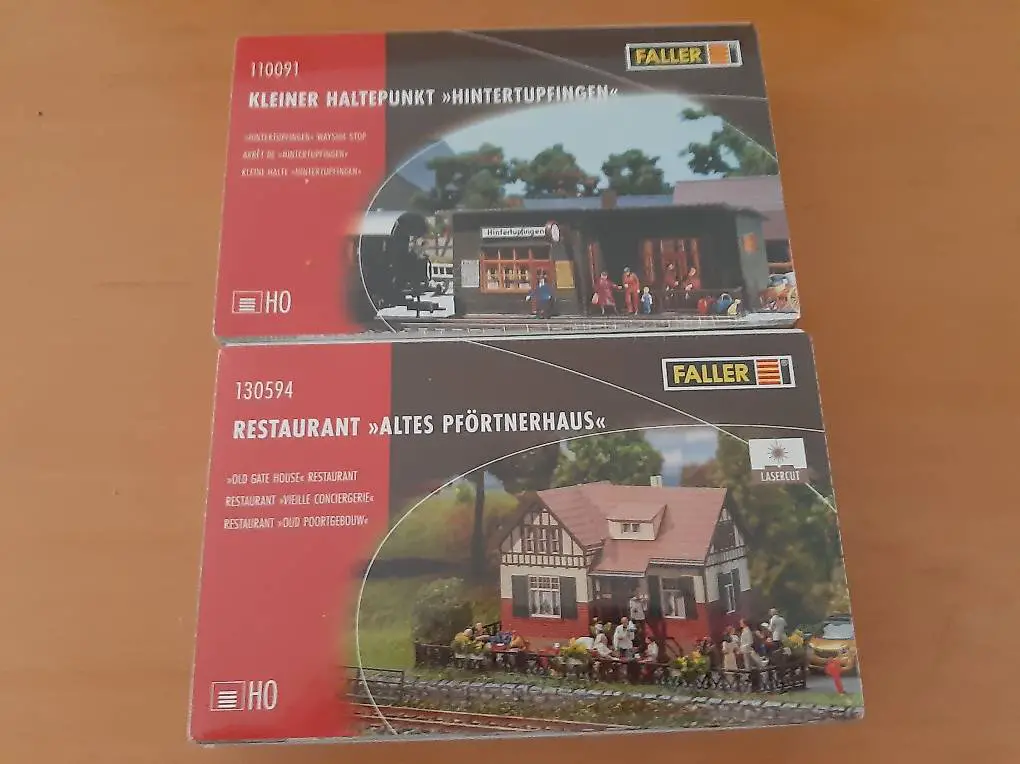 110091
FALLER
KLEINER HALTEPUNKT »HINTERTUPFINGEN«
»HINTERTUPFINGEN« WAYSIDE STOP
ARRÊT DE »HINTERTUPFINGEN«
KLEINE HALTE »HINTERTUPFINGEN«
Hintertupfingen
HO
130594
FALLER
RESTAURANT »ALTES PFÖRTNERHAUS«
LASERCUT
»OLD GATE HOUSE« RESTAURANT
RESTAURANT »VIEILLE CONCIERGERIE«
RESTAURANT »OUD POORTGEBOUW«
HO